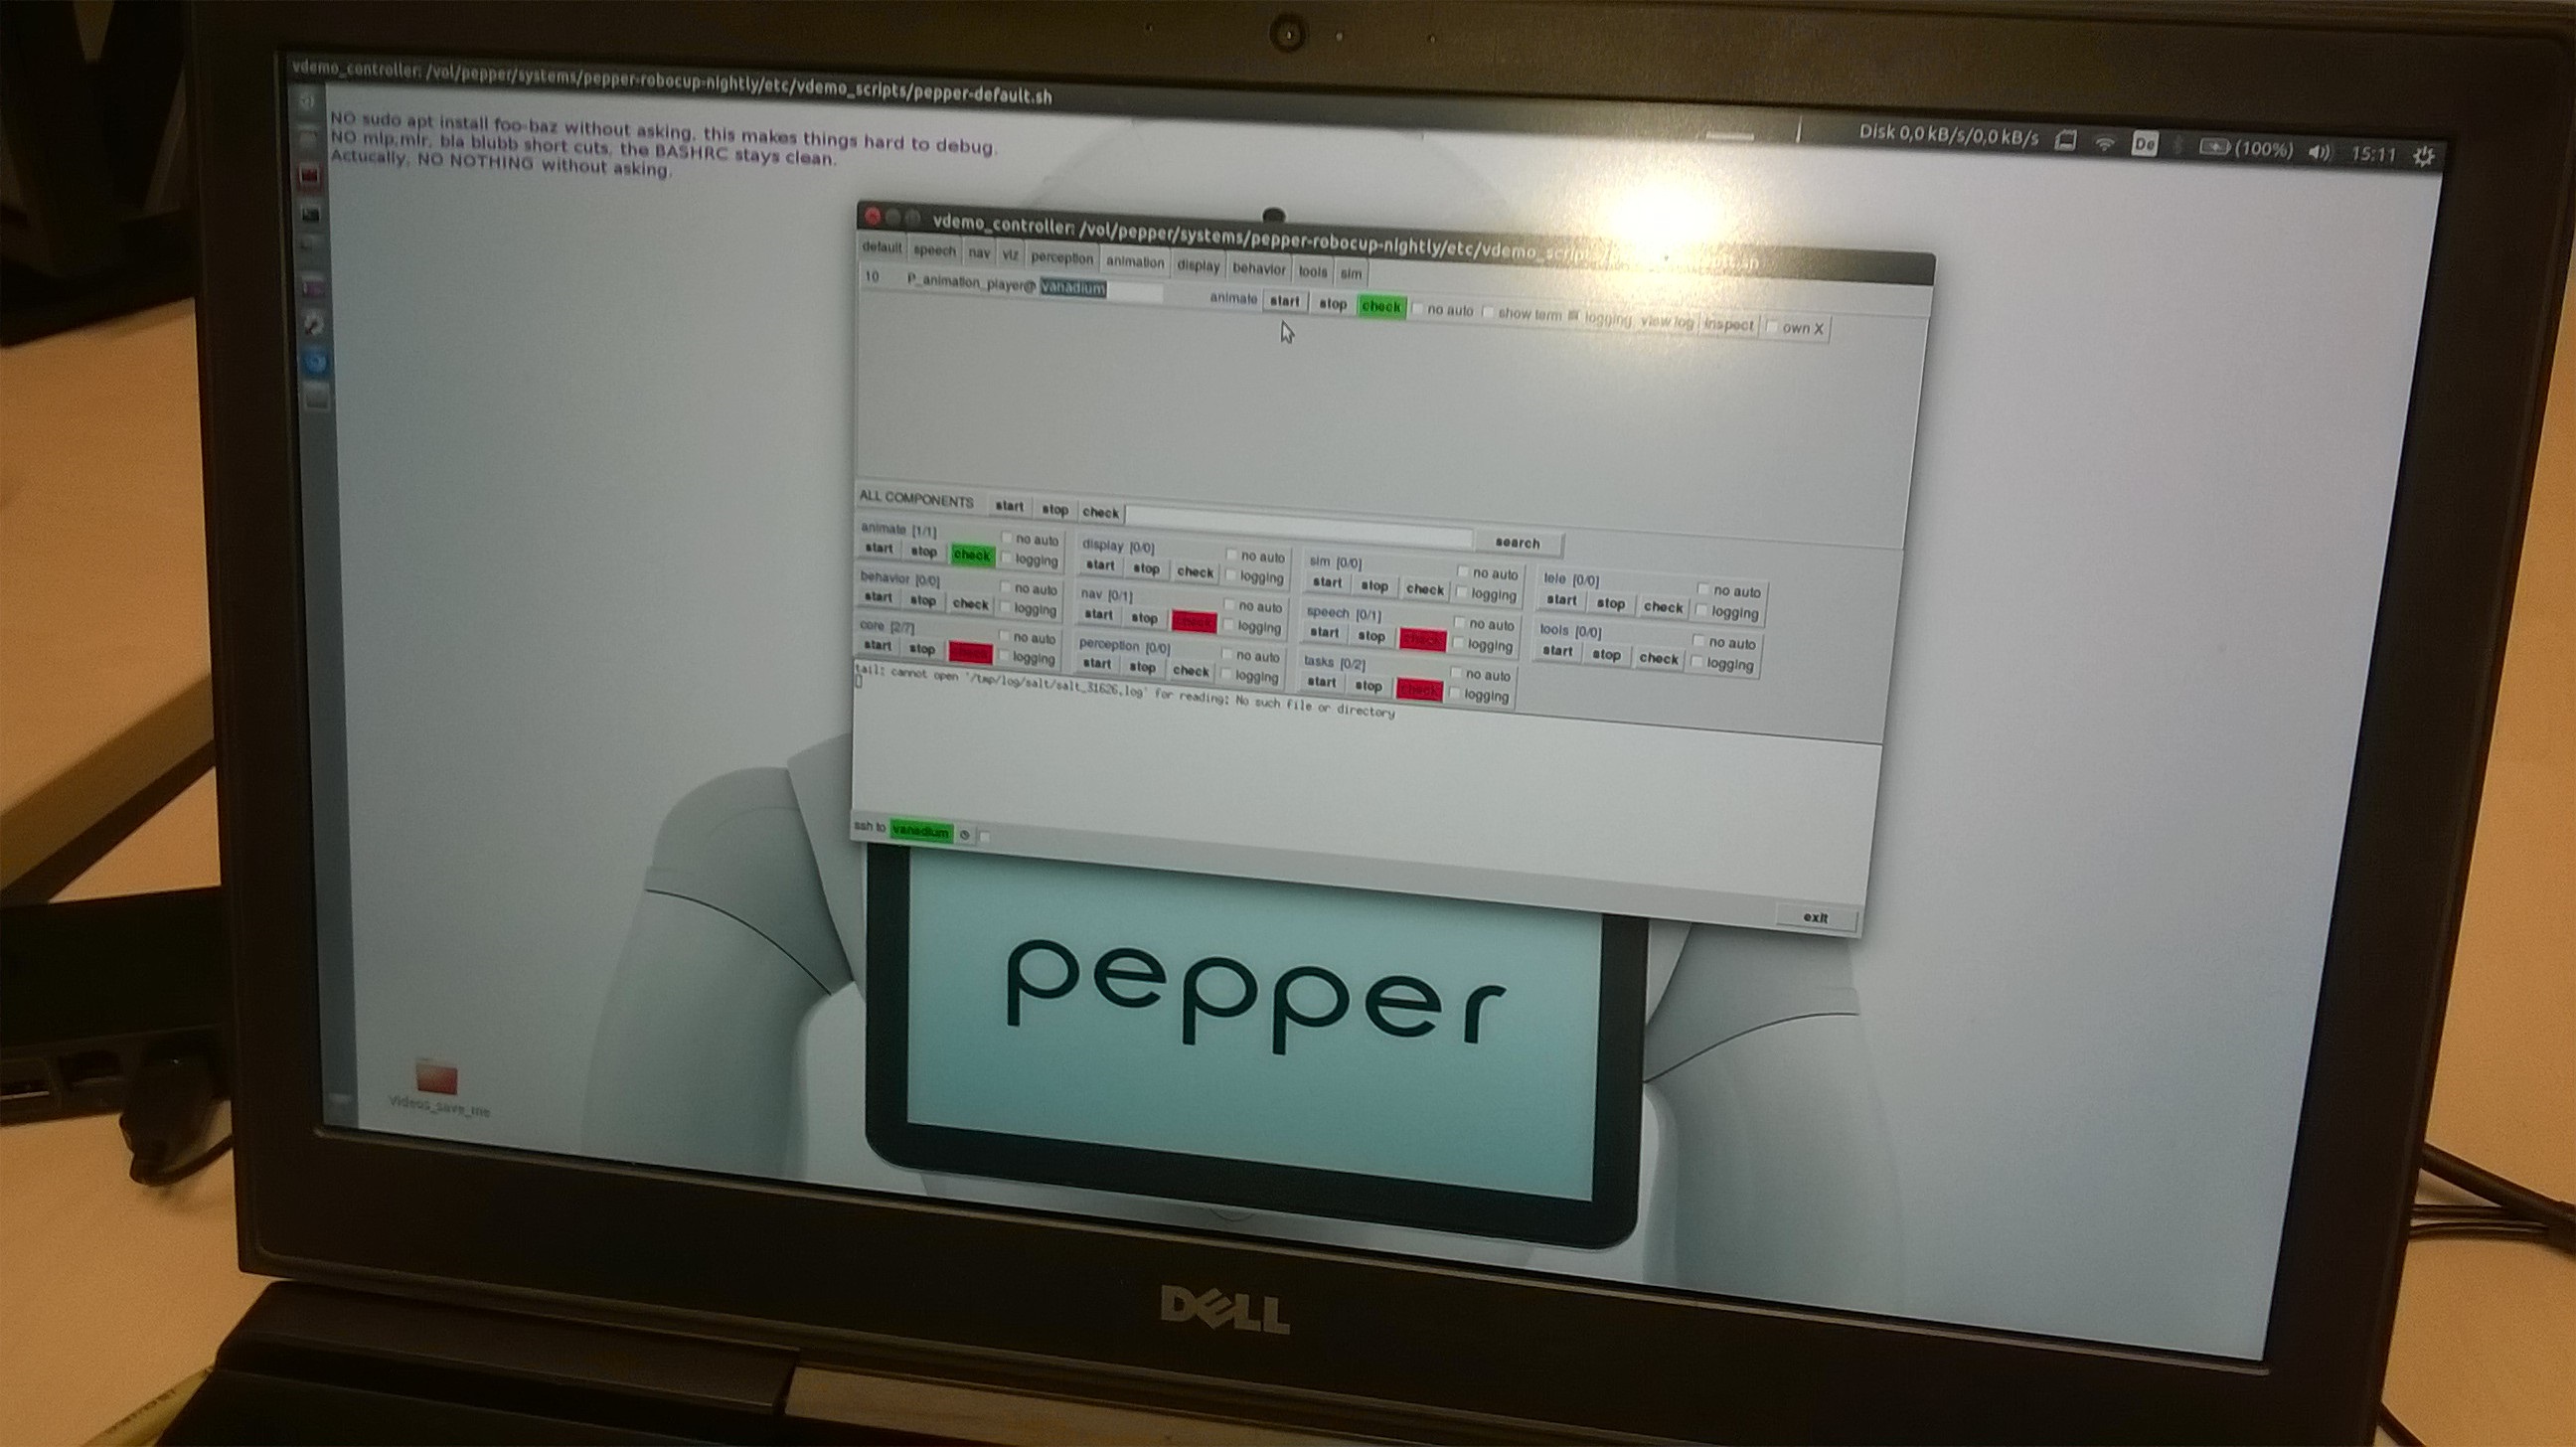 vdemo_controller: /vol/pepper/systems/pepper-robocup-nightly/etc/vdemo_scripts/pepper-default.sh
Disk 0,0 kB/s/0,0 kB/s De (100%) 15:11
NO sudo apt install foo-baz without asking, this makes things hard to debug.
NO mlp,mlr, bla blubb short cuts, the BASHRC stays clean.
Actucally, NO NOTHING without asking.
vdemo_controller: /vol/pepper/systems/pepper-robocup-nightly/etc/vdemo_scripts
default speech nav viz perception animation display behavior tools sim
10 P_animation_player@ vanadium animate start stop check no auto show term logging view log inspect own X
ALL COMPONENTS start stop check search
animate [1/1] no auto
start stop check logging
display [0/0] no auto
start stop check logging
sim [0/0] no auto
start stop check logging
tele [0/0] no auto
start stop check logging
behavior [0/0] no auto
start stop check logging
nav [0/1] no auto
start stop check logging
speech [0/1] no auto
start stop check logging
tools [0/0] no auto
start stop check logging
core [2/7] no auto
start stop check logging
perception [0/0] no auto
start stop check logging
tasks [0/2] no auto
start stop check logging
tail: cannot open '/tmp/log/salt/salt_31626.log' for reading: No such file or directory
ssh to vanadium
exit
pepper
Videos_save_me
DELL